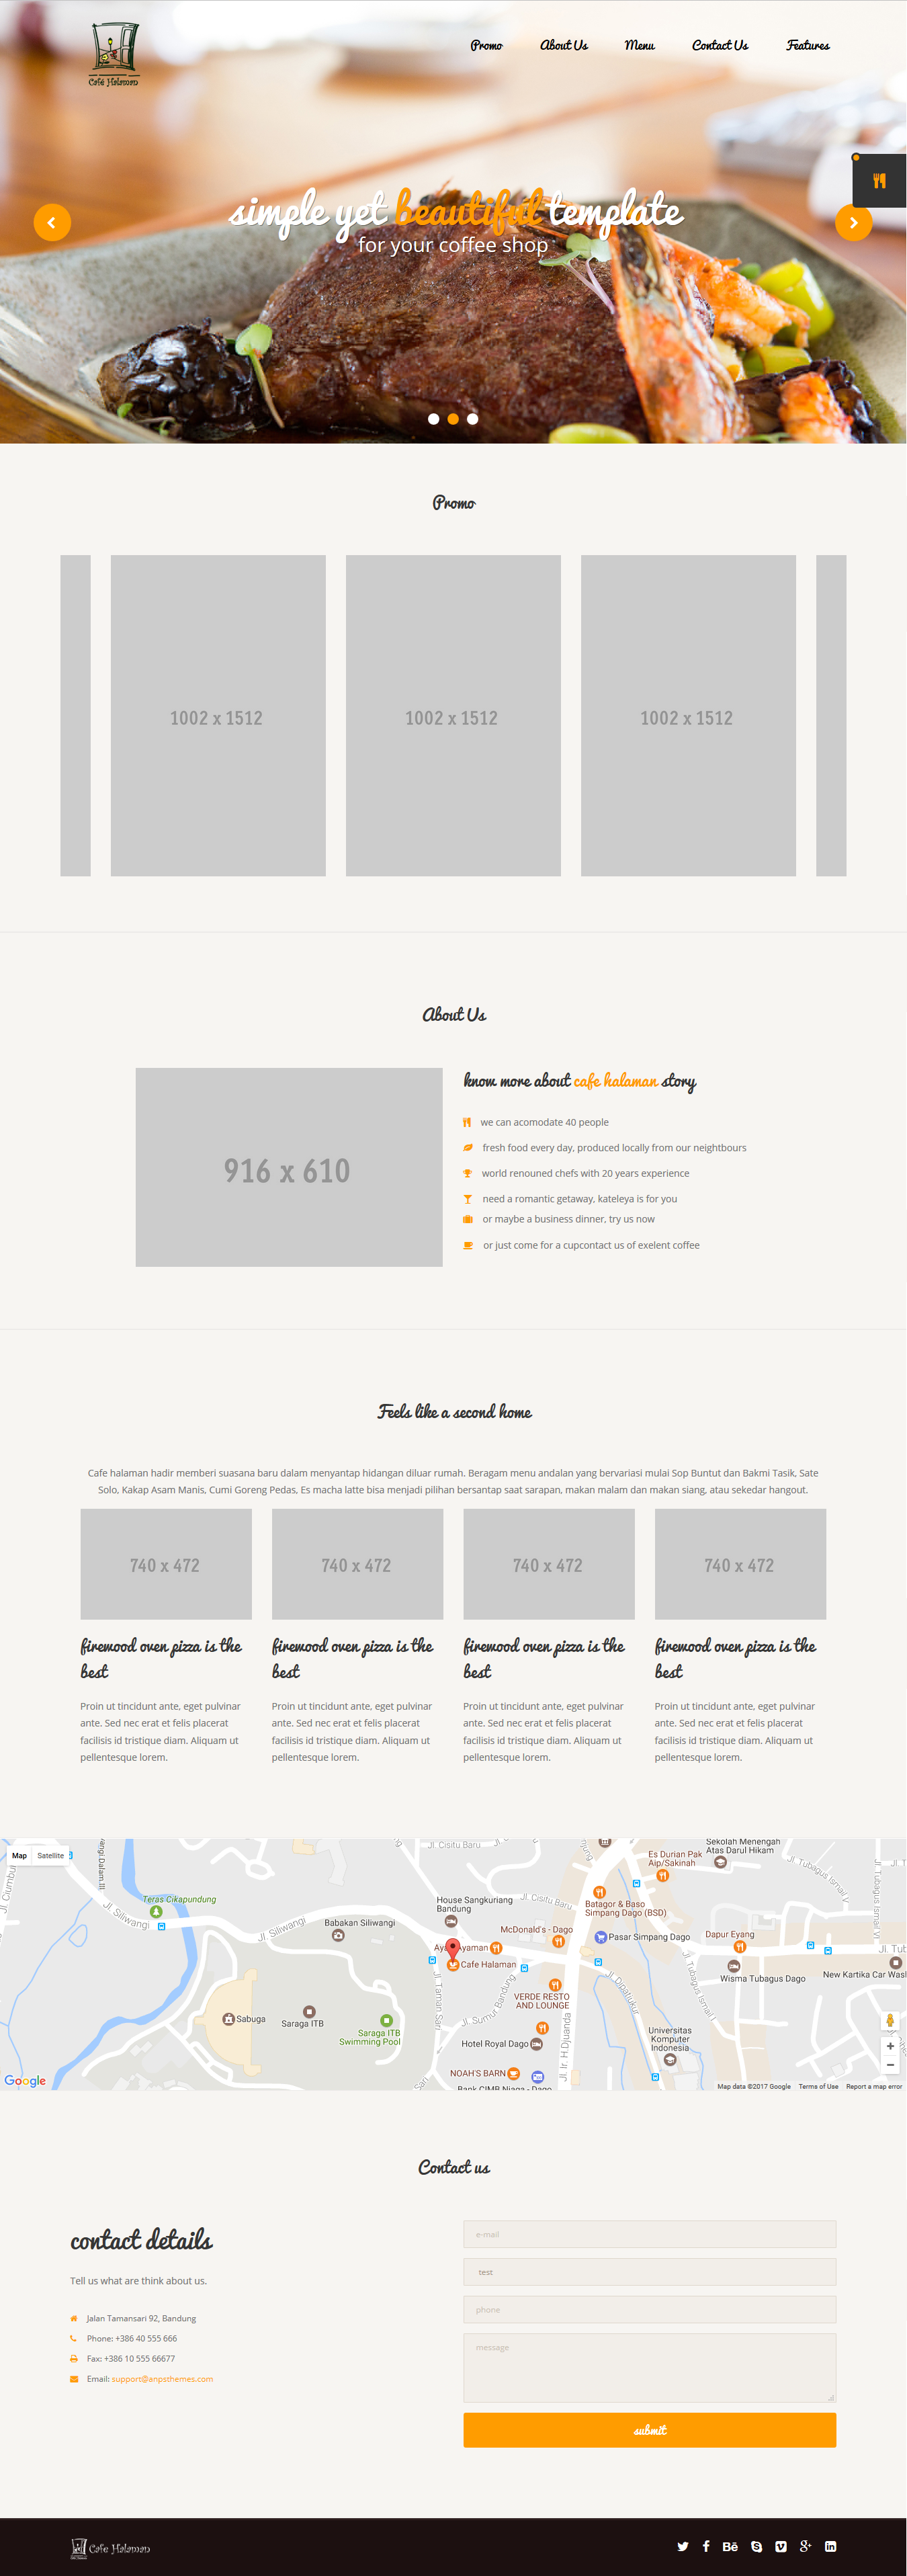 Café Halaman
Promo
About Us
Menu
Contact Us
Features
simple yet beautiful template
for your coffee shop
Promo
1002 x 1512
1002 x 1512
1002 x 1512
About Us
916 x 610
know more about cafe halaman story
we can acomodate 40 people
fresh food every day, produced locally from our neightbours
world renouned chefs with 20 years experience
need a romantic getaway, kateleya is for you
or maybe a business dinner, try us now
or just come for a cupcontact us of exelent coffee
Feels like a second home
Cafe halaman hadir memberi suasana baru dalam menyantap hidangan diluar rumah. Beragam menu andalan yang bervariasi mulai Sop Buntut dan Bakmi Tasik, Sate
Solo, Kakap Asam Manis, Cumi Goreng Pedas, Es macha latte bisa menjadi pilihan bersantap saat sarapan, makan malam dan makan siang, atau sekedar hangout.
740 x 472
740 x 472
740 x 472
740 x 472
firewood oven pizza is the
best
Proin ut tincidunt ante, eget pulvinar
ante. Sed nec erat et felis placerat
facilisis id tristique diam. Aliquam ut
pellentesque lorem.
firewood oven pizza is the
best
Proin ut tincidunt ante, eget pulvinar
ante. Sed nec erat et felis placerat
facilisis id tristique diam. Aliquam ut
pellentesque lorem.
firewood oven pizza is the
best
Proin ut tincidunt ante, eget pulvinar
ante. Sed nec erat et felis placerat
facilisis id tristique diam. Aliquam ut
pellentesque lorem.
firewood oven pizza is the
best
Proin ut tincidunt ante, eget pulvinar
ante. Sed nec erat et felis placerat
facilisis id tristique diam. Aliquam ut
pellentesque lorem.
Map
Satellite
Jl. Cisitu Baru
Sekolah Menengah
Atas Darul Hikam
Es Durian Pak
Aip/Sakinah
Jl. Tubagus Ismail V
Jl. Tubagus Ismail VI
Jl. Ciumbu
Teras Cikapundung
Jl. Siliwangi
Jl. Siliwangi
House Sangkuriang
Bandung
Jl. Cisitu Baru
Batagor & Baso
Simpang Dago (BSD)
Babakan Siliwangi
McDonald's - Dago
Pasar Simpang Dago
Dapur Eyang
Jl. Tub
Cafe Halaman
Wisma Tubagus Dago
New Kartika Car Wasl
Jl. Taman Sari
Jl. Sumur Bandung
VERDE RESTO
AND LOUNGE
Jl. Dipatiukur
Jl. Tubagus Ismail
Sabuga
Saraga ITB
Saraga ITB
Swimming Pool
Jl. Ir. H.Djuanda
Hotel Royal Dago
Universitas
Komputer
Indonesia
NOAH'S BARN
Bank CIMB Niaga - Dago
Google
Map data ©2017 Google
Terms of Use
Report a map error
Contact us
contact details
Tell us what are think about us.
Jalan Tamansari 92, Bandung
Phone: +386 40 555 666
Fax: +386 10 555 66677
Email: support@anpsthemes.com
e-mail
test
phone
message
submit
Cafe Halaman